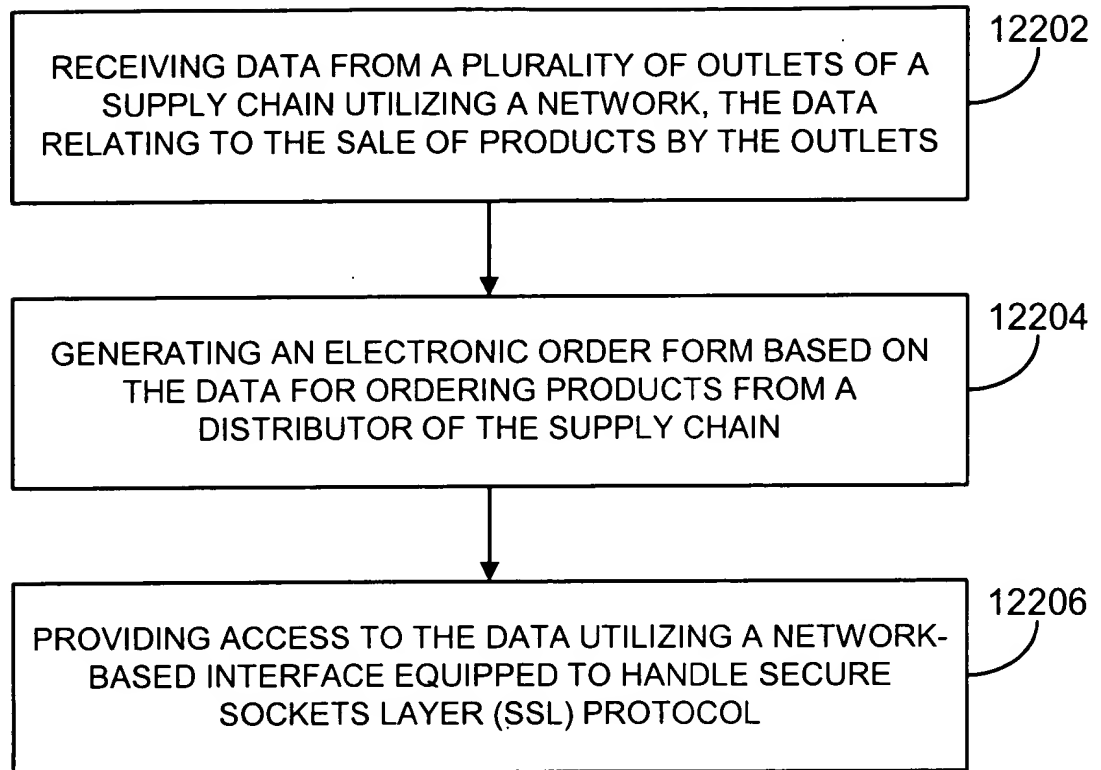 12202
RECEIVING DATA FROM A PLURALITY OF OUTLETS OF A
SUPPLY CHAIN UTILIZING A NETWORK, THE DATA
RELATING TO THE SALE OF PRODUCTS BY THE OUTLETS
12204
GENERATING AN ELECTRONIC ORDER FORM BASED ON
THE DATA FOR ORDERING PRODUCTS FROM A
DISTRIBUTOR OF THE SUPPLY CHAIN
12206
PROVIDING ACCESS TO THE DATA UTILIZING A NETWORK-
BASED INTERFACE EQUIPPED TO HANDLE SECURE
SOCKETS LAYER (SSL) PROTOCOL